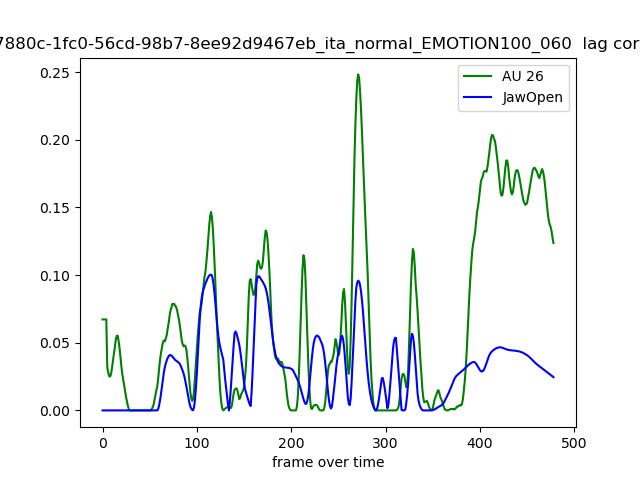 7880c-1fc0-56cd-98b7-8ee92d9467eb_ita_normal_EMOTION100_060 lag cor
AU 26
JawOpen
0.25
0.20
0.15
0.10
0.05
0.00
0 100 200 300 400 500
frame over time